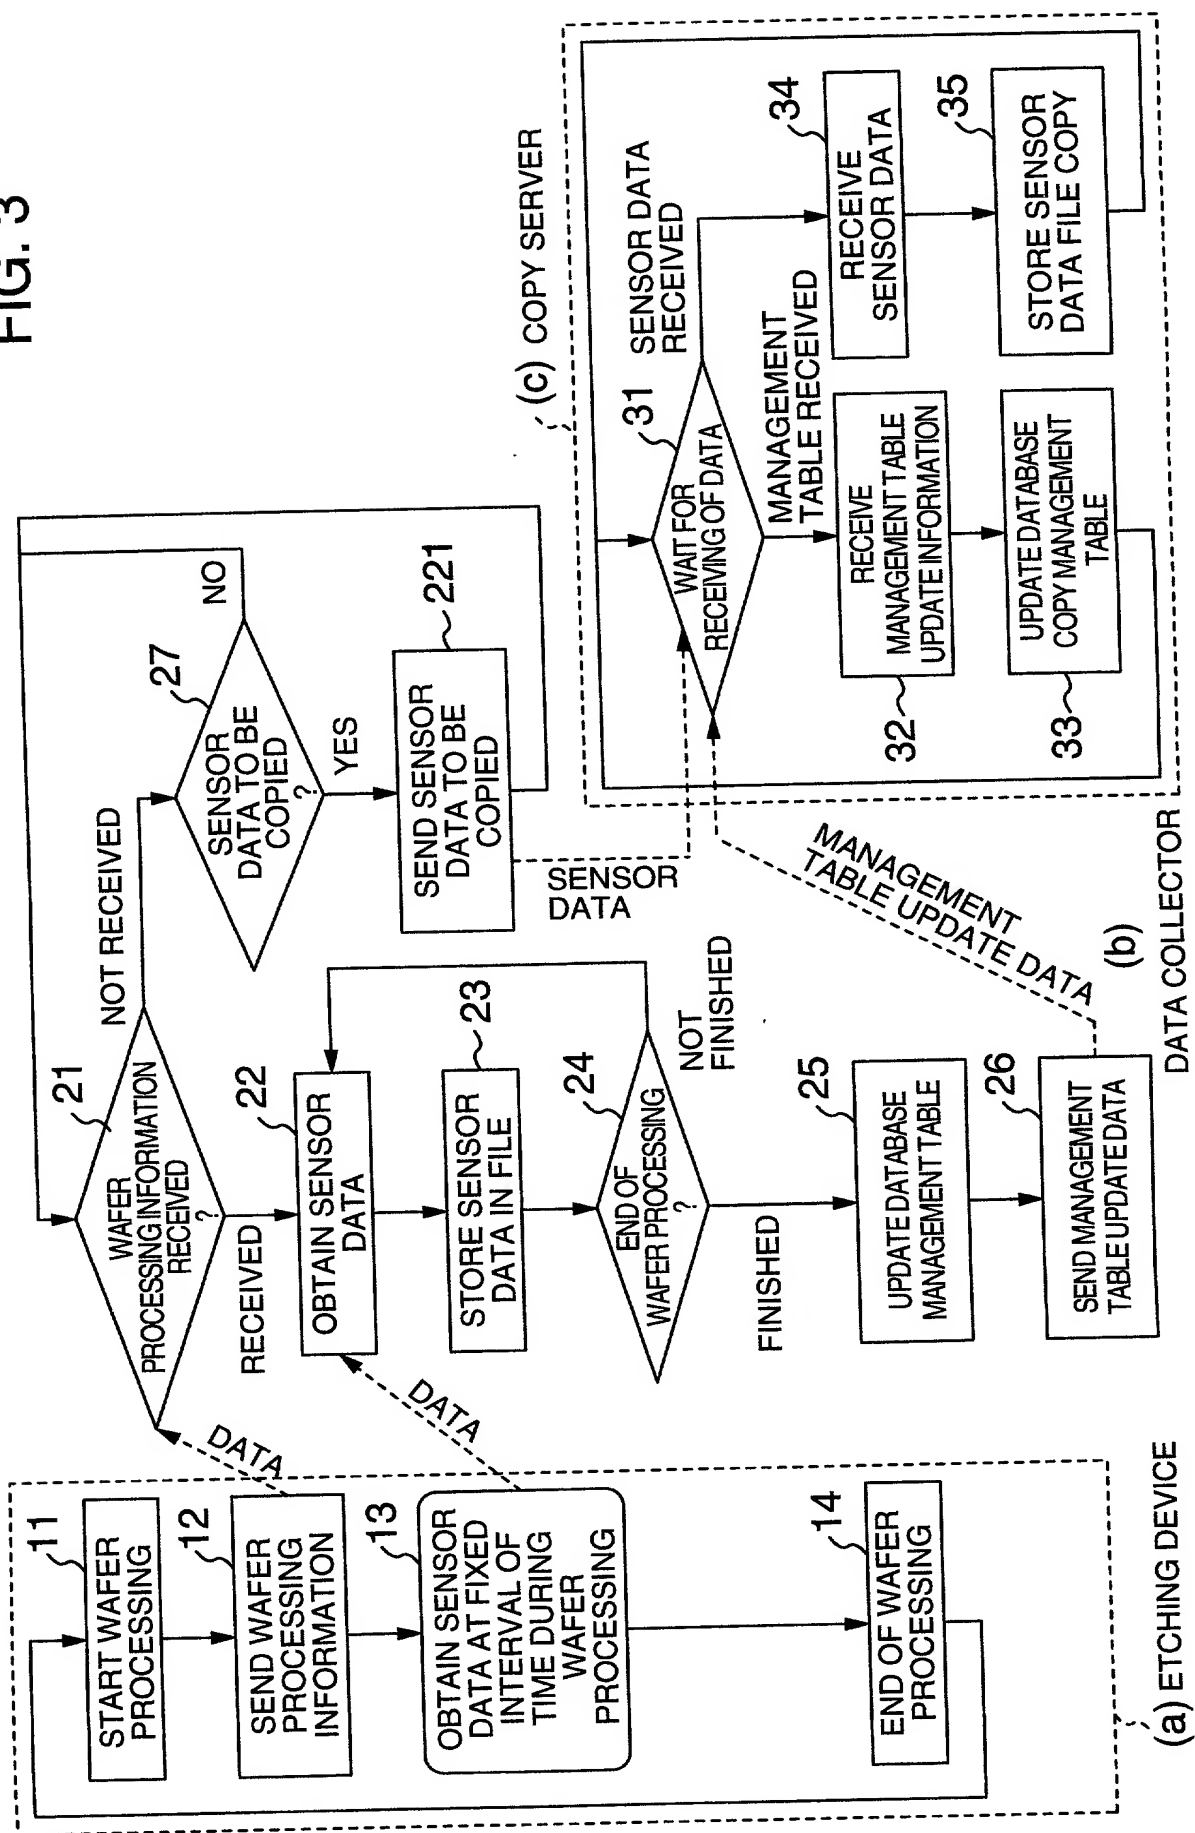 FIG. 3
11
START WAFER
PROCESSING
12
SEND WAFER
PROCESSING
INFORMATION
13
OBTAIN SENSOR
DATA AT FIXED
INTERVAL OF
TIME DURING
WAFER
PROCESSING
14
END OF WAFER
PROCESSING
(a) ETCHING DEVICE
DATA
DATA
21
WAFER
PROCESSING INFORMATION
RECEIVED
?
NOT RECEIVED
RECEIVED
22
OBTAIN SENSOR
DATA
23
STORE SENSOR
DATA IN FILE
24
END OF
WAFER PROCESSING
?
NOT
FINISHED
FINISHED
25
UPDATE DATABASE
MANAGEMENT TABLE
26
SEND MANAGEMENT
TABLE UPDATE DATA
27
SENSOR
DATA TO BE
COPIED
?
NO
YES
221
SEND SENSOR
DATA TO BE
COPIED
SENSOR
DATA
MANAGEMENT
TABLE UPDATE DATA
(b)
DATA COLLECTOR
(c) COPY SERVER
31
WAIT FOR
RECEIVING OF DATA
SENSOR DATA
RECEIVED
MANAGEMENT
TABLE RECEIVED
32
RECEIVE
MANAGEMENT TABLE
UPDATE INFORMATION
33
UPDATE DATABASE
COPY MANAGEMENT
TABLE
34
RECEIVE
SENSOR DATA
35
STORE SENSOR
DATA FILE COPY